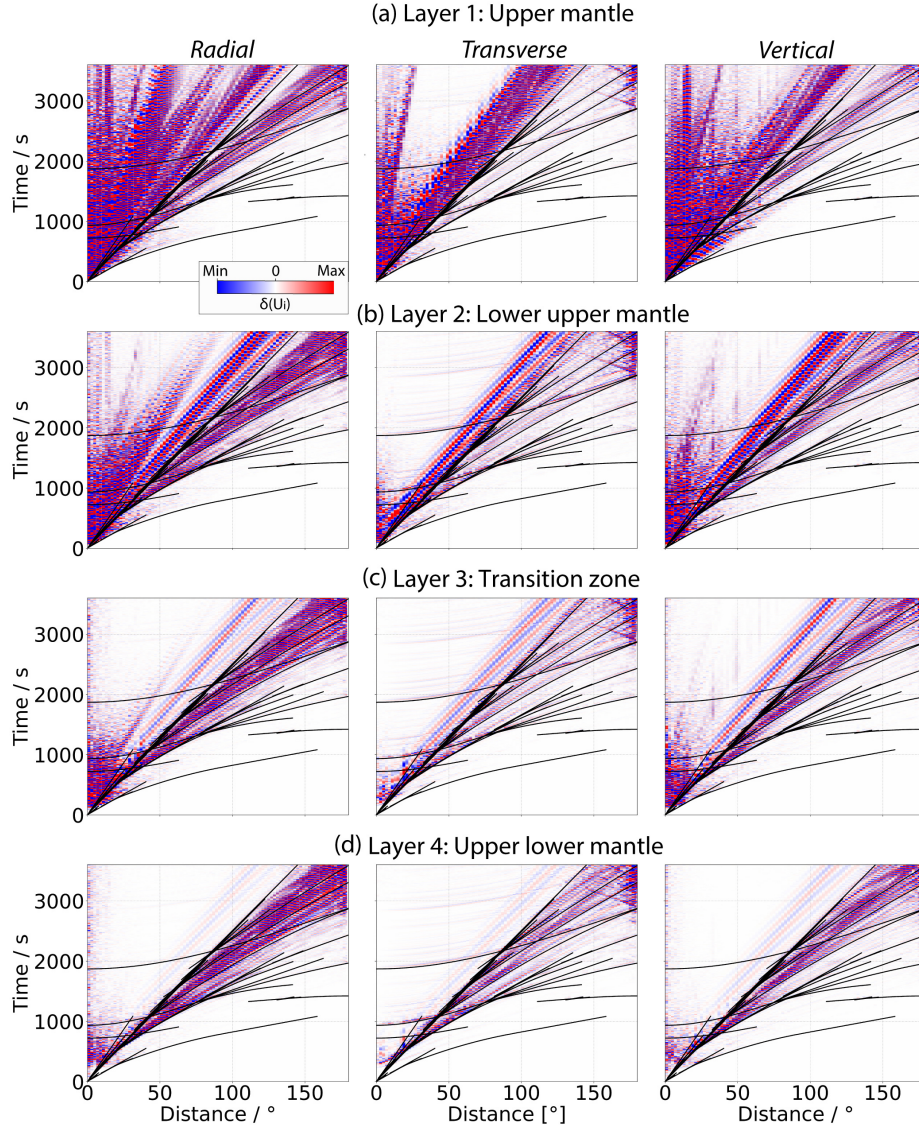 (a) Layer 1: Upper mantle
Radial Transverse Vertical
Time / s
3000
2000
1000
0
Min 0 Max
δ(Ui)
(b) Layer 2: Lower upper mantle
Time / s
3000
2000
1000
0
(c) Layer 3: Transition zone
Time / s
3000
2000
1000
0
(d) Layer 4: Upper lower mantle
Time / s
3000
2000
1000
0
0 50 100 150 0 50 100 150 0 50 100 150
Distance / ° Distance [°] Distance / °